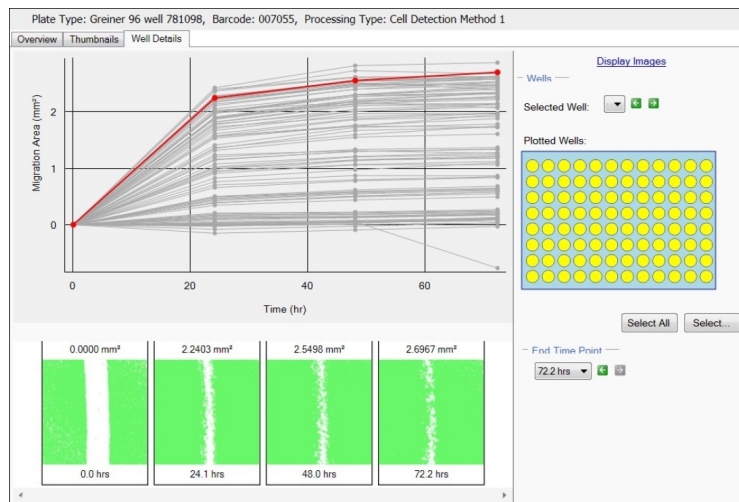 Plate Type: Greiner 96 well 781098, Barcode: 007055, Processing Type: Cell Detection Method 1
Overview Thumbnails Well Details
Display Images
Wells
Selected Well:
Plotted Wells:
Migration Area (mm²)
2
1
0
0 20 40 60
Time (hr)
Select All Select...
End Time Point
72.2 hrs
0.0000 mm² 2.2403 mm² 2.5498 mm² 2.6967 mm²
0.0 hrs 24.1 hrs 48.0 hrs 72.2 hrs